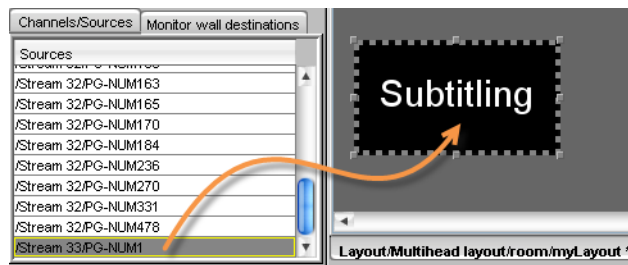 Channels/Sources
Monitor wall destinations
Sources
/Stream 32/PG-NUM163
/Stream 32/PG-NUM165
/Stream 32/PG-NUM170
/Stream 32/PG-NUM184
/Stream 32/PG-NUM236
/Stream 32/PG-NUM270
/Stream 32/PG-NUM331
/Stream 32/PG-NUM478
/Stream 33/PG-NUM1
Subtitling
Layout/Multihead layout/room/myLayout *